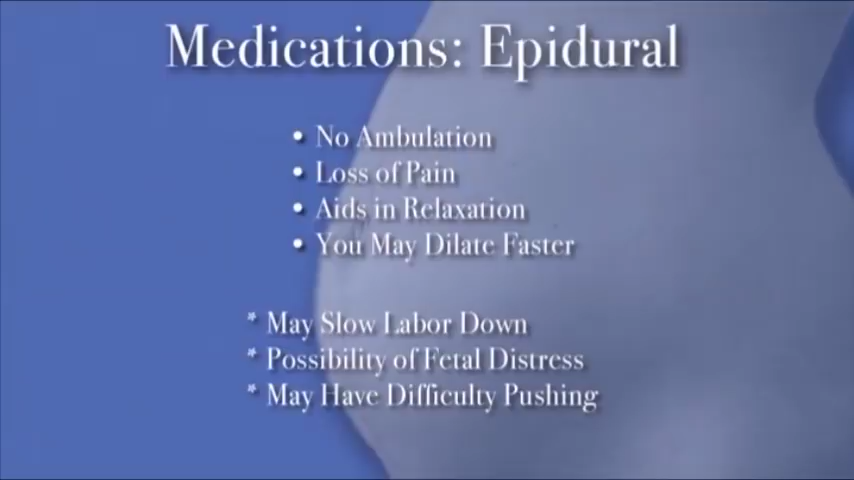 Medications: Epidural
• No Ambulation
• Loss of Pain
• Aids in Relaxation
• You May Dilate Faster
* May Slow Labor Down
* Possibility of Fetal Distress
* May Have Difficulty Pushing